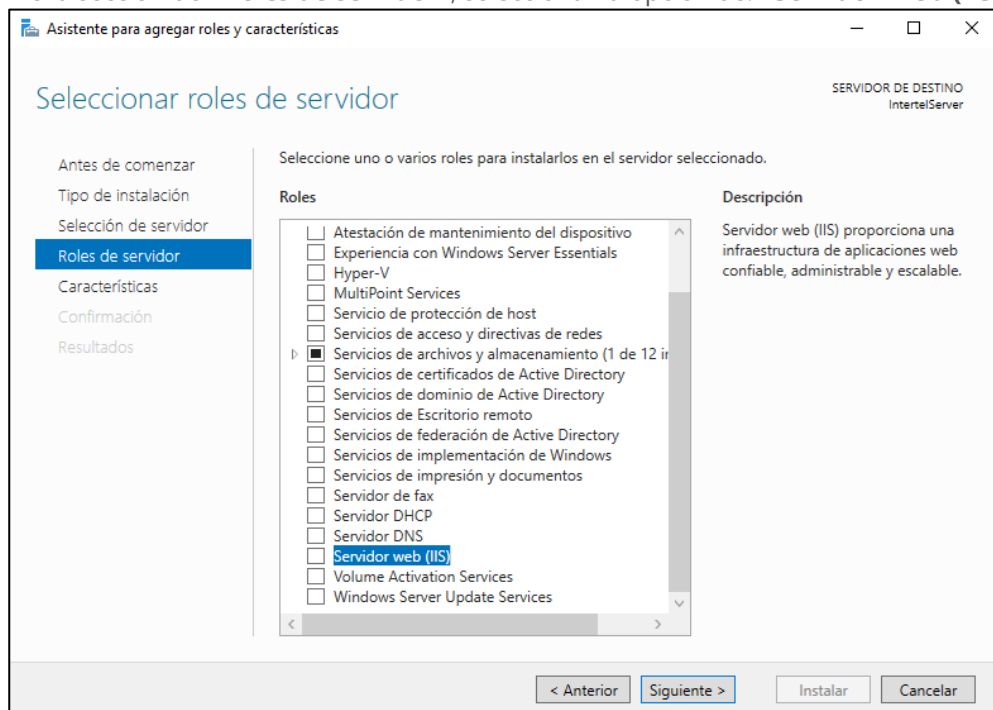 Asistente para agregar roles y características
Seleccionar roles de servidor
SERVIDOR DE DESTINO
IntertelServer
Antes de comenzar
Tipo de instalación
Selección de servidor
Roles de servidor
Características
Confirmación
Resultados
Seleccione uno o varios roles para instalarlos en el servidor seleccionado.
Roles
Atestación de mantenimiento del dispositivo
Experiencia con Windows Server Essentials
Hyper-V
MultiPoint Services
Servicio de protección de host
Servicios de acceso y directivas de redes
Servicios de archivos y almacenamiento (1 de 12 in
Servicios de certificados de Active Directory
Servicios de dominio de Active Directory
Servicios de Escritorio remoto
Servicios de federación de Active Directory
Servicios de implementación de Windows
Servicios de impresión y documentos
Servidor de fax
Servidor DHCP
Servidor DNS
Servidor web (IIS)
Volume Activation Services
Windows Server Update Services
Descripción
Servidor web (IIS) proporciona una
infraestructura de aplicaciones web
confiable, administrable y escalable.
< Anterior
Siguiente >
Instalar
Cancelar